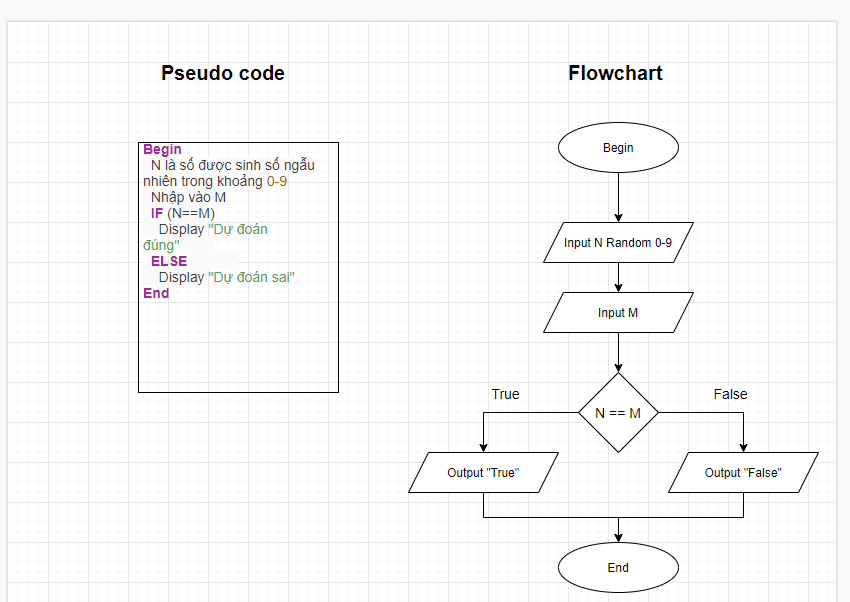 Pseudo code
Begin
N là số được sinh số ngẫu
nhiên trong khoảng 0-9
Nhập vào M
IF (N==M)
Display "Dự đoán
đúng"
ELSE
Display "Dự đoán sai"
End
Flowchart
Begin
Input N Random 0-9
Input M
True
False
N == M
Output "True"
Output "False"
End